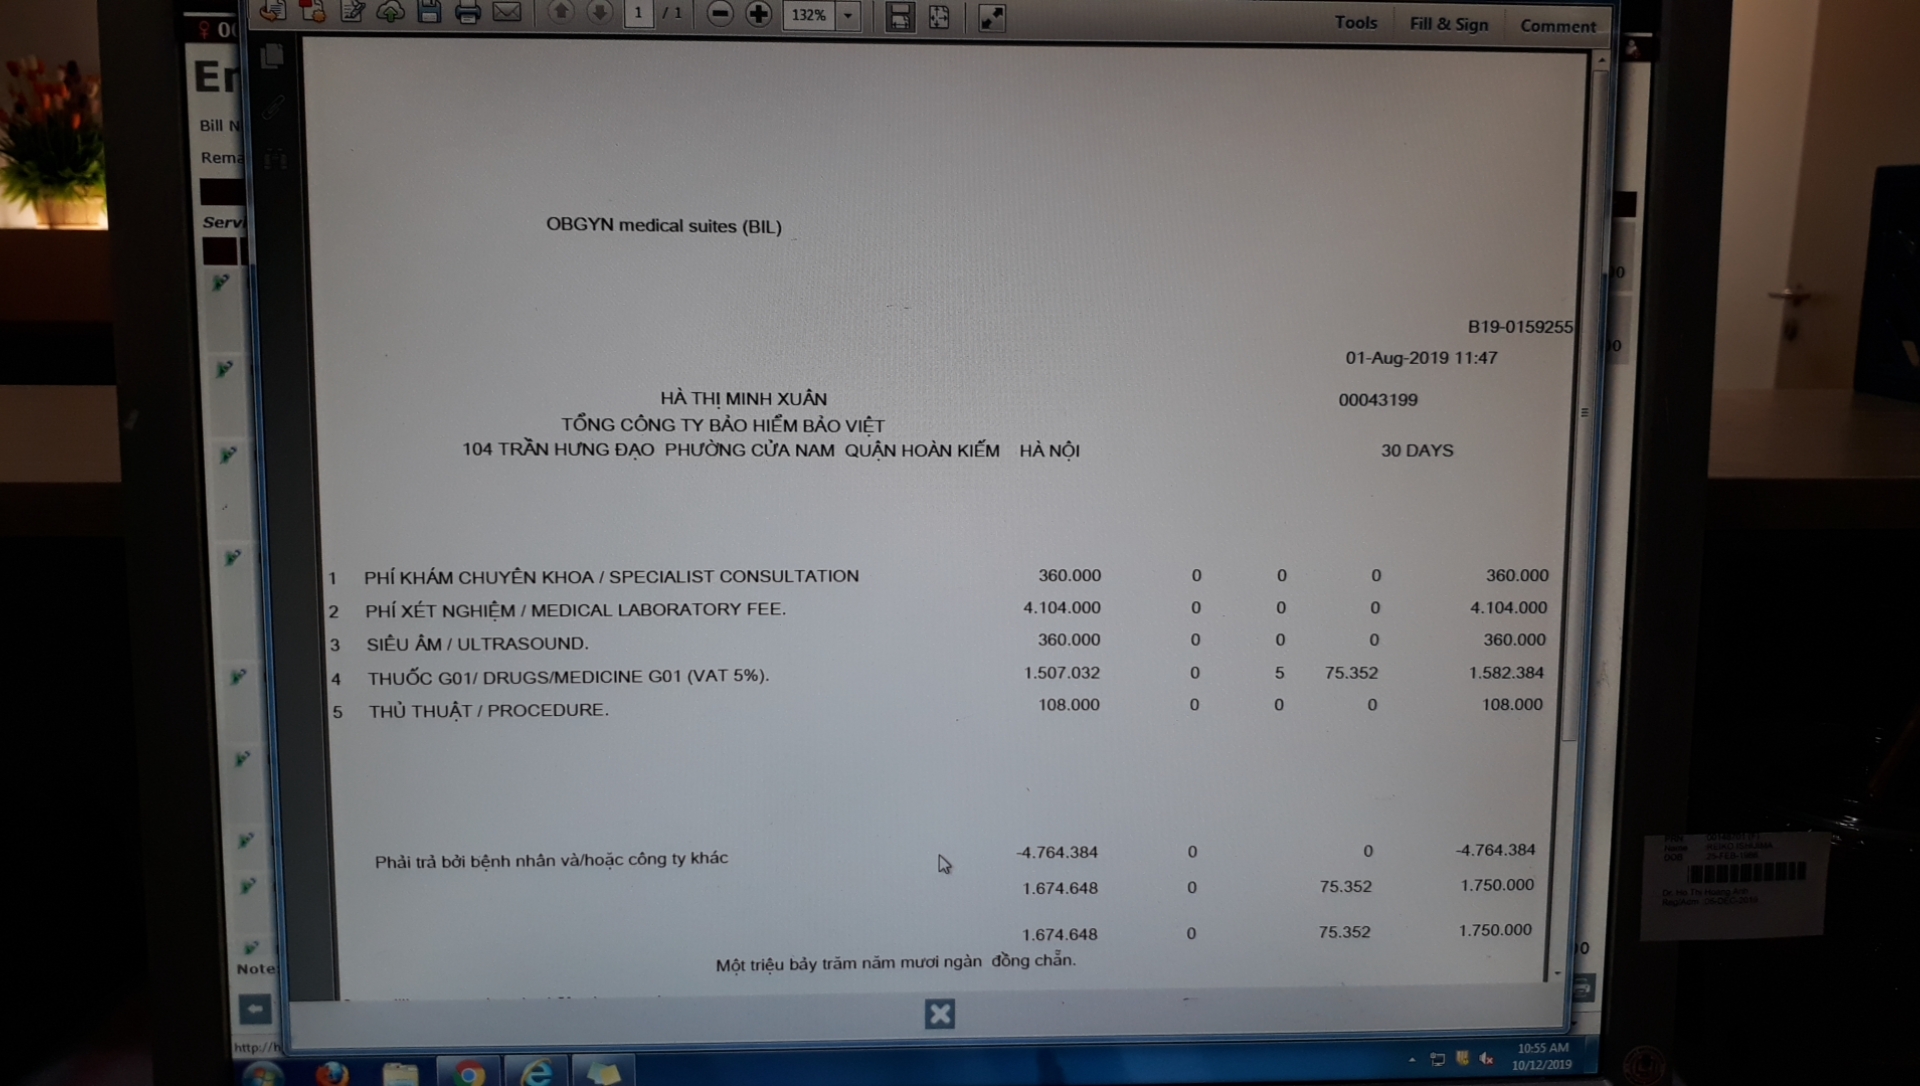 1 / 1 132% Tools Fill & Sign Comment
Bill N
Rema
Servi
OBGYN medical suites (BIL)
B19-0159255
01-Aug-2019 11:47
HÀ THỊ MINH XUÂN 00043199
TỔNG CÔNG TY BẢO HIỂM BẢO VIỆT
104 TRẦN HƯNG ĐẠO PHƯỜNG CỬA NAM QUẬN HOÀN KIẾM HÀ NỘI 30 DAYS
1 PHÍ KHÁM CHUYÊN KHOA / SPECIALIST CONSULTATION 360.000 0 0 0 360.000
2 PHÍ XÉT NGHIỆM / MEDICAL LABORATORY FEE. 4.104.000 0 0 0 4.104.000
3 SIÊU ÂM / ULTRASOUND. 360.000 0 0 0 360.000
4 THUỐC G01/ DRUGS/MEDICINE G01 (VAT 5%). 1.507.032 0 5 75.352 1.582.384
5 THỦ THUẬT / PROCEDURE. 108.000 0 0 0 108.000
Phải trả bởi bệnh nhân và/hoặc công ty khác -4.764.384 0 0 -4.764.384
1.674.648 0 75.352 1.750.000
1.674.648 0 75.352 1.750.000
Một triệu bảy trăm năm mươi ngàn đồng chẵn.
Note
http://h
10:55 AM
10/12/2019